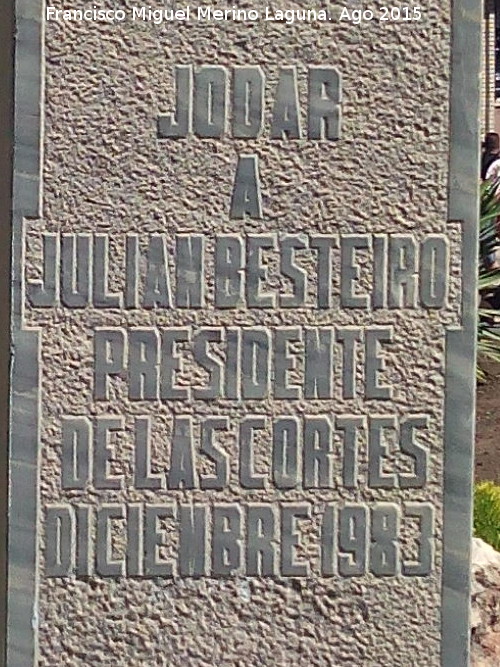 Francisco Miguel Merino Laguna. Ago 2015
JODAR
A
JULIAN BESTEIRO
PRESIDENTE
DE LAS CORTES
DICIEMBRE 1983